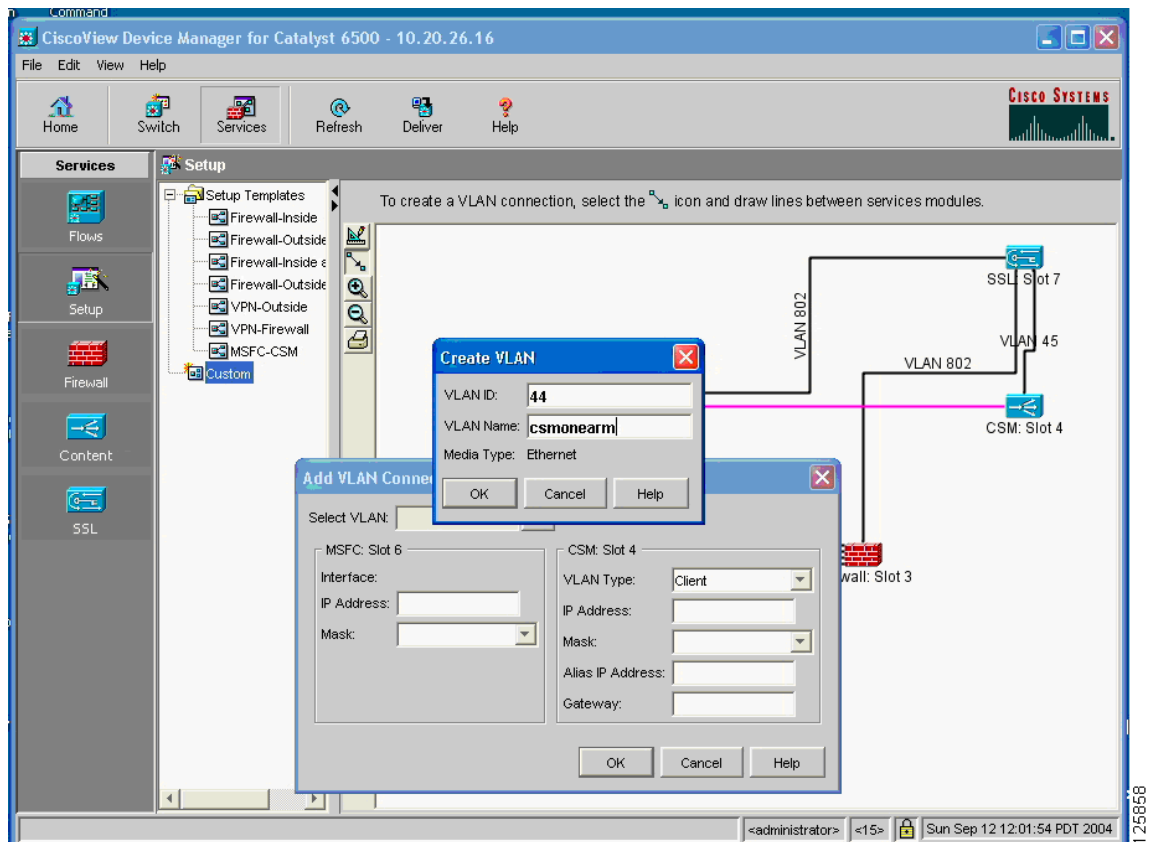 Command
CiscoView Device Manager for Catalyst 6500 - 10.20.26.16
File Edit View Help
Home Switch Services Refresh Deliver Help
CISCO SYSTEMS
Services
Setup
Flows
Setup
Firewall
Content
SSL
Setup Templates
Firewall-Inside
Firewall-Outside
Firewall-Inside a
Firewall-Outside
VPN-Outside
VPN-Firewall
MSFC-CSM
Custom
To create a VLAN connection, select the icon and draw lines between services modules.
SSL: Slot 7
VLAN 802
VLAN 45
VLAN 802
CSM: Slot 4
wall: Slot 3
Create VLAN
VLAN ID: 44
VLAN Name: csmonearm
Media Type: Ethernet
OK Cancel Help
Add VLAN Conne
Select VLAN:
MSFC: Slot 6
Interface:
IP Address:
Mask:
CSM: Slot 4
VLAN Type: Client
IP Address:
Mask:
Alias IP Address:
Gateway:
OK Cancel Help
<administrator> <15> Sun Sep 12 12:01:54 PDT 2004
125858